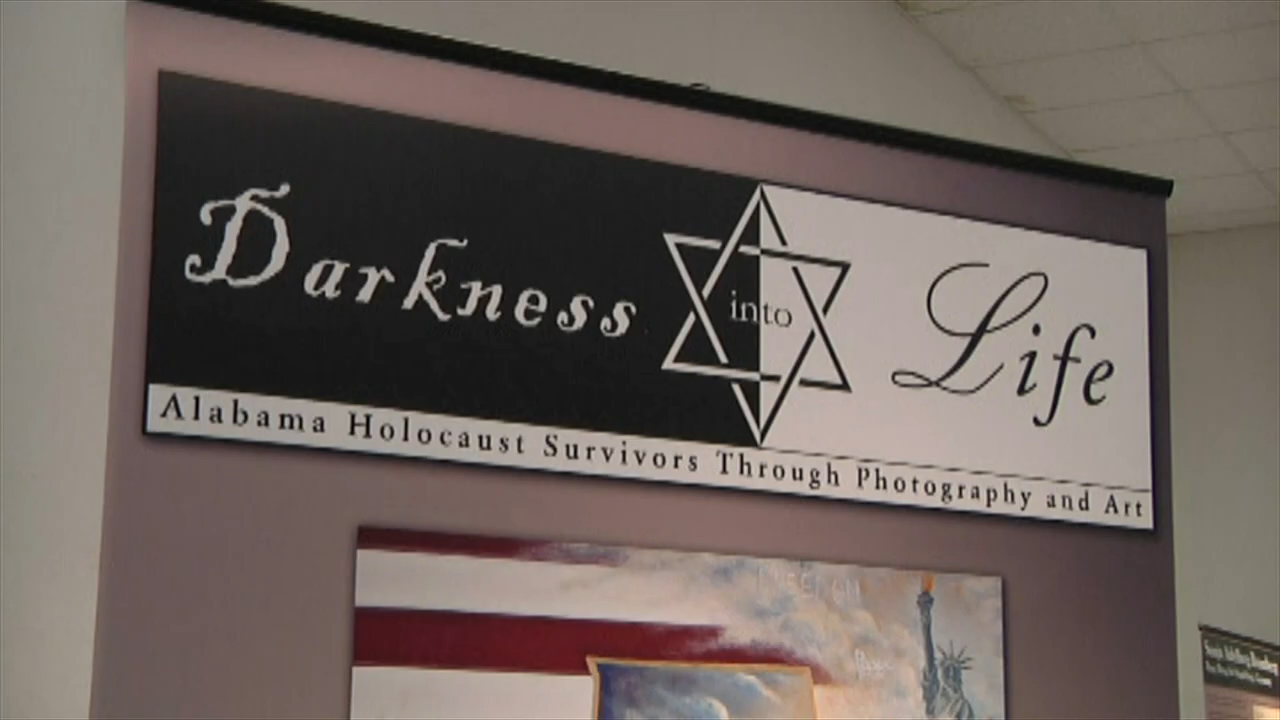 Darkness into Life
Alabama Holocaust Survivors Through Photography and Art